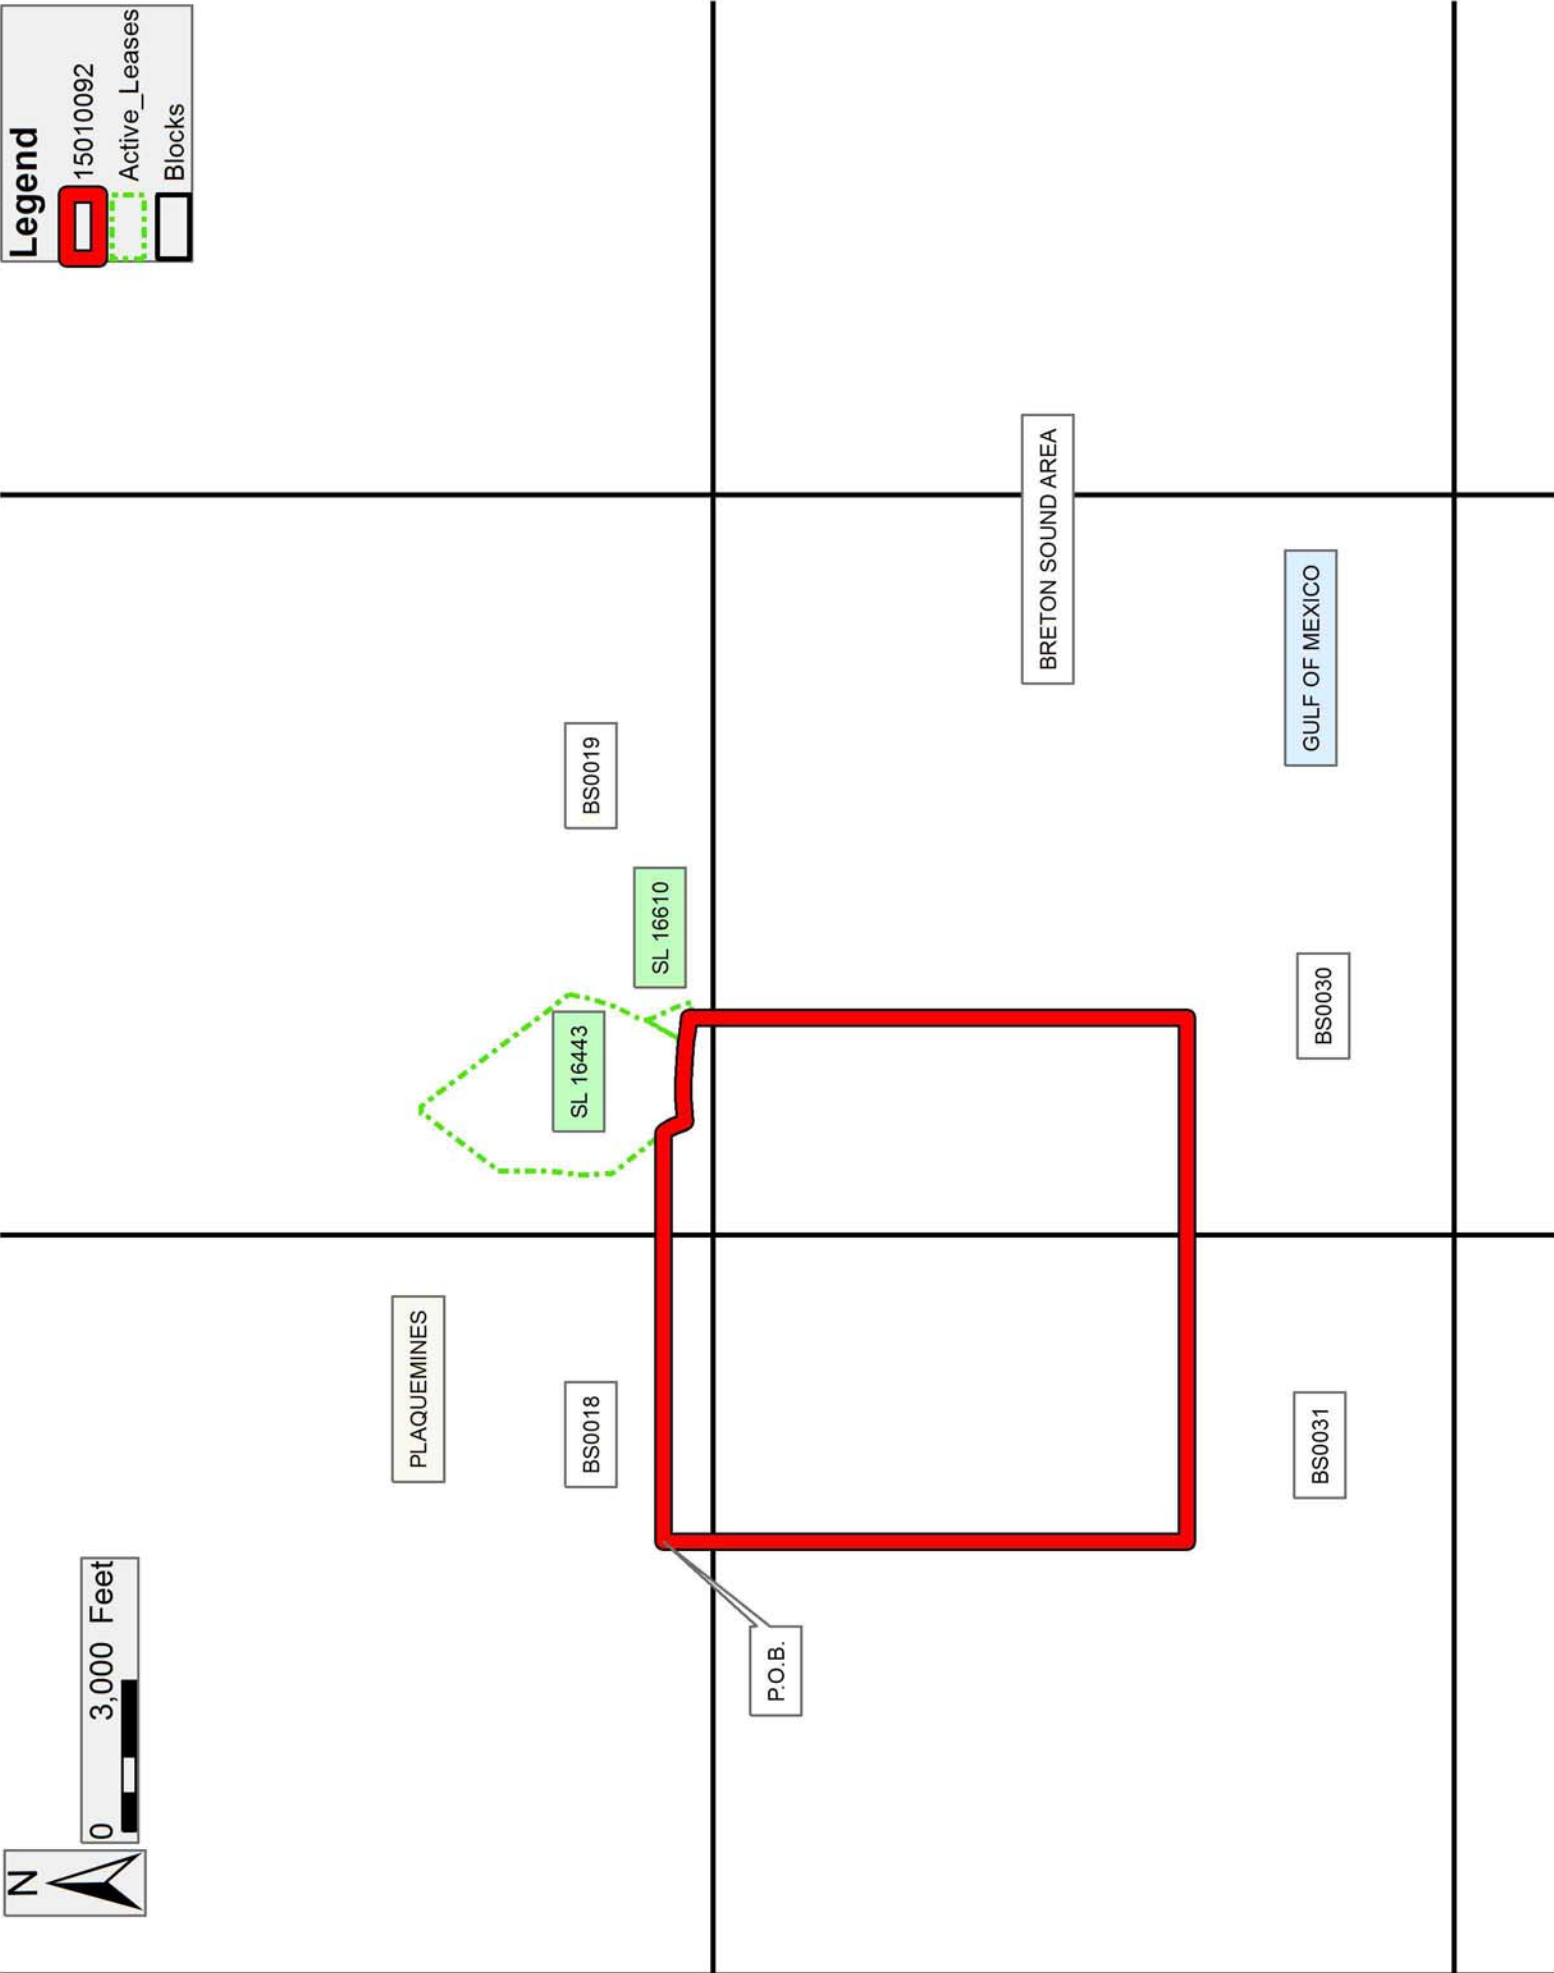 N
0 3,000 Feet
Legend
15010092
Active_Leases
Blocks
PLAQUEMINES
BS0018
SL 16443
BS0019
SL 16610
P.O.B.
BRETON SOUND AREA
BS0031
BS0030
GULF OF MEXICO